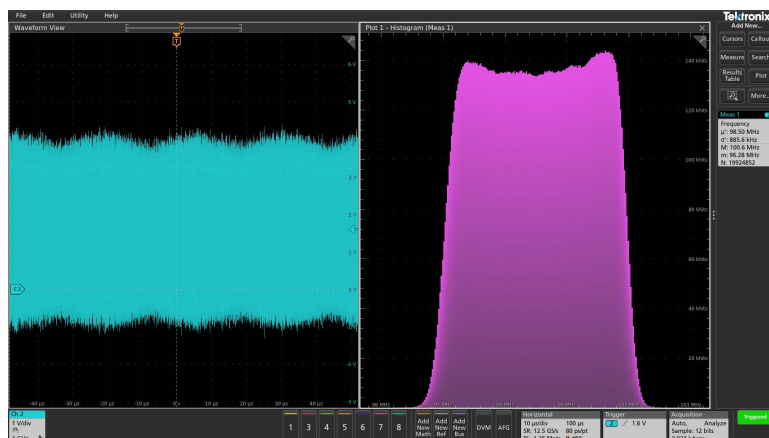 File Edit Utility Help
Tektronix
Waveform View
Plot 1 - Histogram (Meas 1)
Add New...
Cursors
Measure Search
Results Table
Plot
More...
T
6 V
5 V
3 V
2 V
1 V
0 V
-2 V
-3 V
C2
-40 µs -30 µs -20 µs -10 µs 0 s 10 µs 20 µs 30 µs 40 µs
140 khits
120 khits
100 khits
80 khits
60 khits
40 khits
20 khits
96 MHz
101 MHz
Meas 1
Frequency
µ': 98.50 MHz
σ': 885.6 kHz
M: 100.6 MHz
m: 96.28 MHz
N: 19924852
Ch 2
1 V/div
1 3 4 5 6 7 8
Add New Math
Add New Ref
Add New Bus
DVM
AFG
Horizontal
10 µs/div 100 µs
SR: 12.5 GS/s 80 ps/pt
Trigger
2 1.6 V
Acquisition
Auto, Analyze
Sample: 12 bits
Triggered